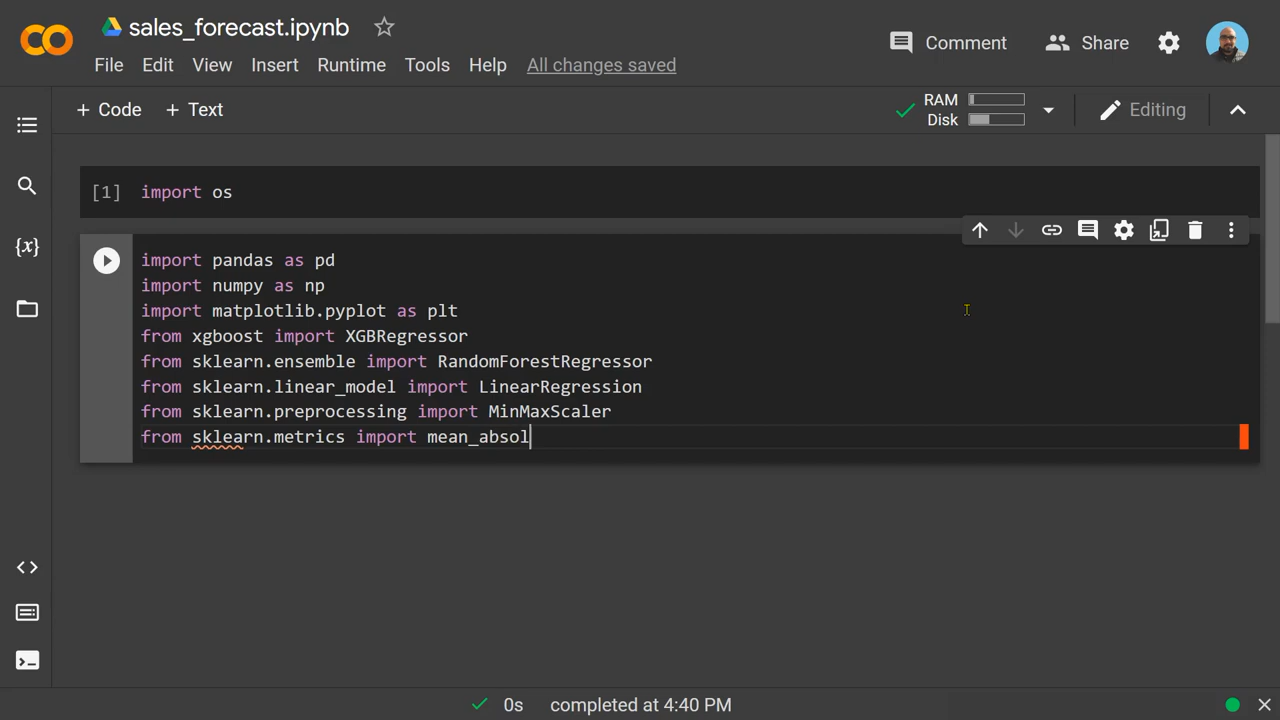 sales_forecast.ipynb
File Edit View Insert Runtime Tools Help All changes saved
Comment Share
+ Code + Text
RAM
Disk
Editing
[1] import os
import pandas as pd
import numpy as np
import matplotlib.pyplot as plt
from xgboost import XGBRegressor
from sklearn.ensemble import RandomForestRegressor
from sklearn.linear_model import LinearRegression
from sklearn.preprocessing import MinMaxScaler
from sklearn.metrics import mean_absol
{x}
0s completed at 4:40 PM